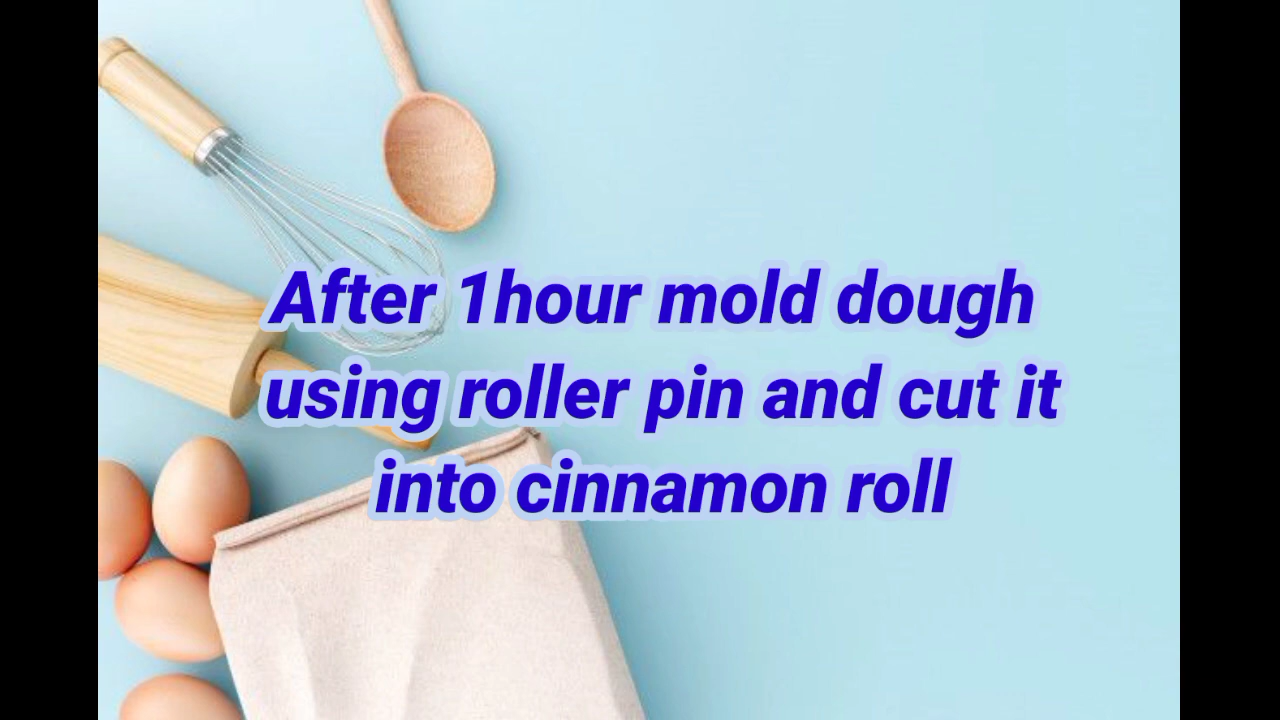 After 1hour mold dough
using roller pin and cut it
into cinnamon roll